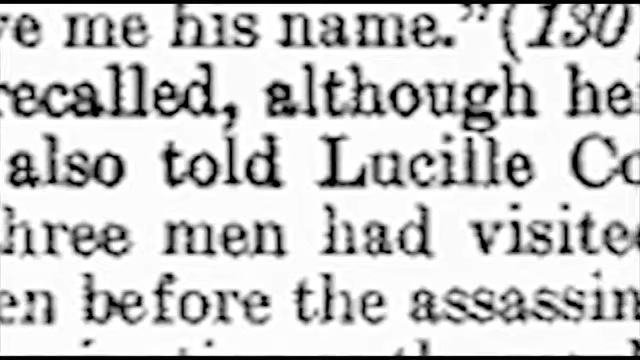 ve me his name." (130
recalled, although he
also told Lucille Co
hree men had visite
en before the assassin